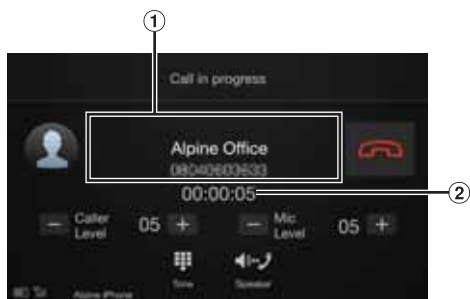 ①
Call in progress
Alpine Office
08040603633
00:00:05 ②
− Caller Level 05 + − Mic Level 05 +
Tone Speaker
Alpine iPhone